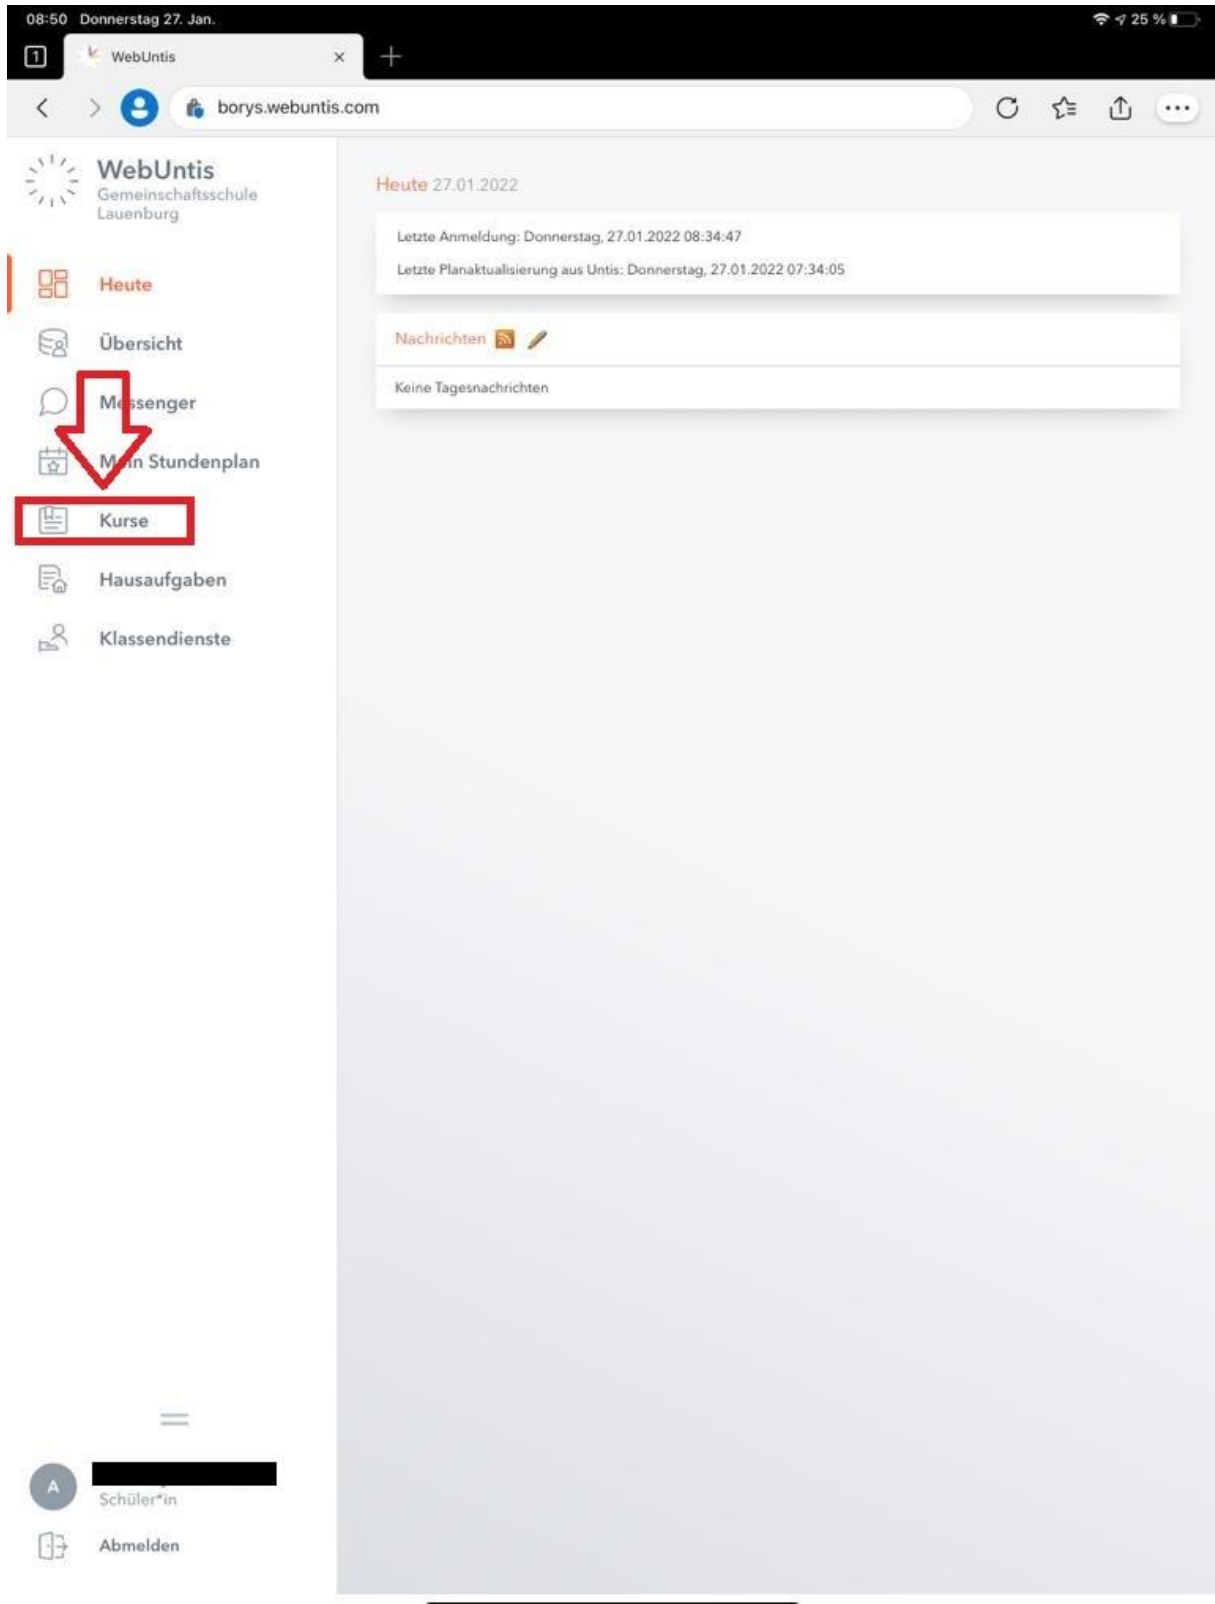 08:50 Donnerstag 27. Jan.
25 %
1
WebUntis
borys.webuntis.com
WebUntis
Gemeinschaftsschule
Lauenburg
Heute
Übersicht
Messenger
Mein Stundenplan
Kurse
Hausaufgaben
Klassendienste
Heute 27.01.2022
Letzte Anmeldung: Donnerstag, 27.01.2022 08:34:47
Letzte Planaktualisierung aus Untis: Donnerstag, 27.01.2022 07:34:05
Nachrichten
Keine Tagesnachrichten
A
Schüler*in
Abmelden